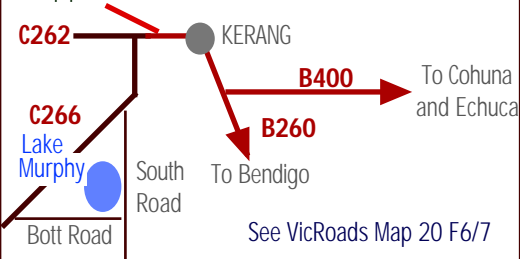 C262
KERANG
B400
To Cohuna
and Echuca
C266
B260
Lake
Murphy
South
Road
To Bendigo
Bott Road
See VicRoads Map 20 F6/7